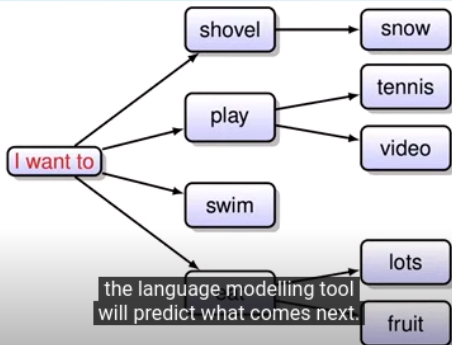 shovel
snow
tennis
play
video
I want to
swim
lots
eat
the language modelling tool
will predict what comes next.
fruit